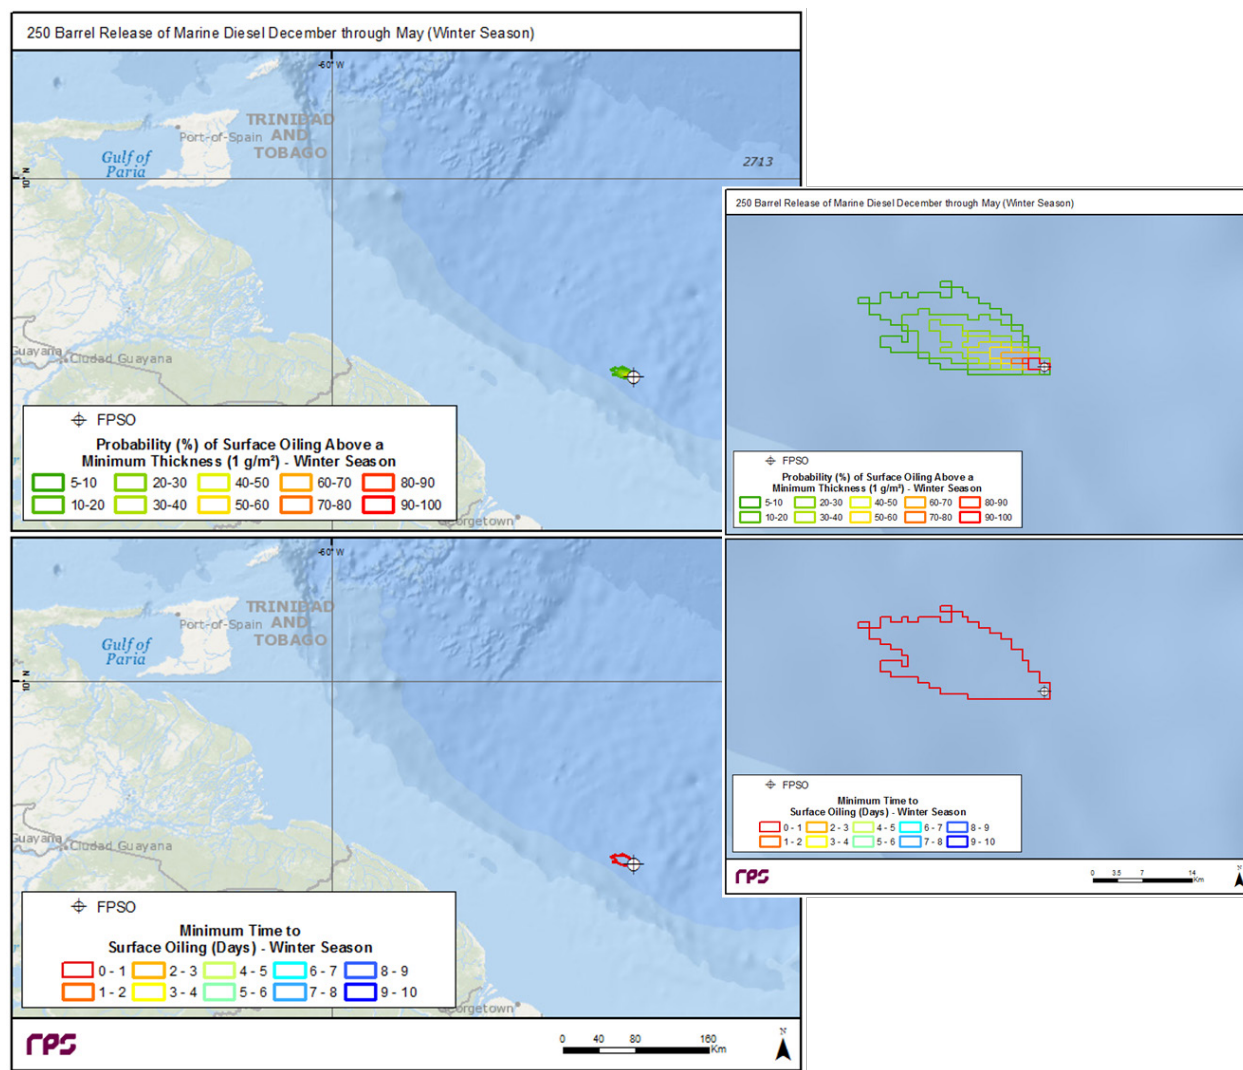 250 Barrel Release of Marine Diesel December through May (Winter Season)
-60° W
TRINIDAD
AND
TOBAGO
Port-of-Spain
Gulf of
Paria
10° N
2713
Guayana
Ciudad Guayana
Georgetown
FPSO
Probability (%) of Surface Oiling Above a
Minimum Thickness (1 g/m²) - Winter Season
5-10 20-30 40-50 60-70 80-90
10-20 30-40 50-60 70-80 90-100
250 Barrel Release of Marine Diesel December through May (Winter Season)
FPSO
Probability (%) of Surface Oiling Above a
Minimum Thickness (1 g/m²) - Winter Season
5-10 20-30 40-50 60-70 80-90
10-20 30-40 50-60 70-80 90-100
-60° W
TRINIDAD
AND
TOBAGO
Port-of-Spain
Gulf of
Paria
10° N
Guayana
Ciudad Guayana
Georgetown
FPSO
Minimum Time to
Surface Oiling (Days) - Winter Season
0 - 1 2 - 3 4 - 5 6 - 7 8 - 9
1 - 2 3 - 4 5 - 6 7 - 8 9 - 10
rps
0 40 80 160
Km
N
FPSO
Minimum Time to
Surface Oiling (Days) - Winter Season
0 - 1 2 - 3 4 - 5 6 - 7 8 - 9
1 - 2 3 - 4 5 - 6 7 - 8 9 - 10
rps
0 3.5 7 14
Km
N